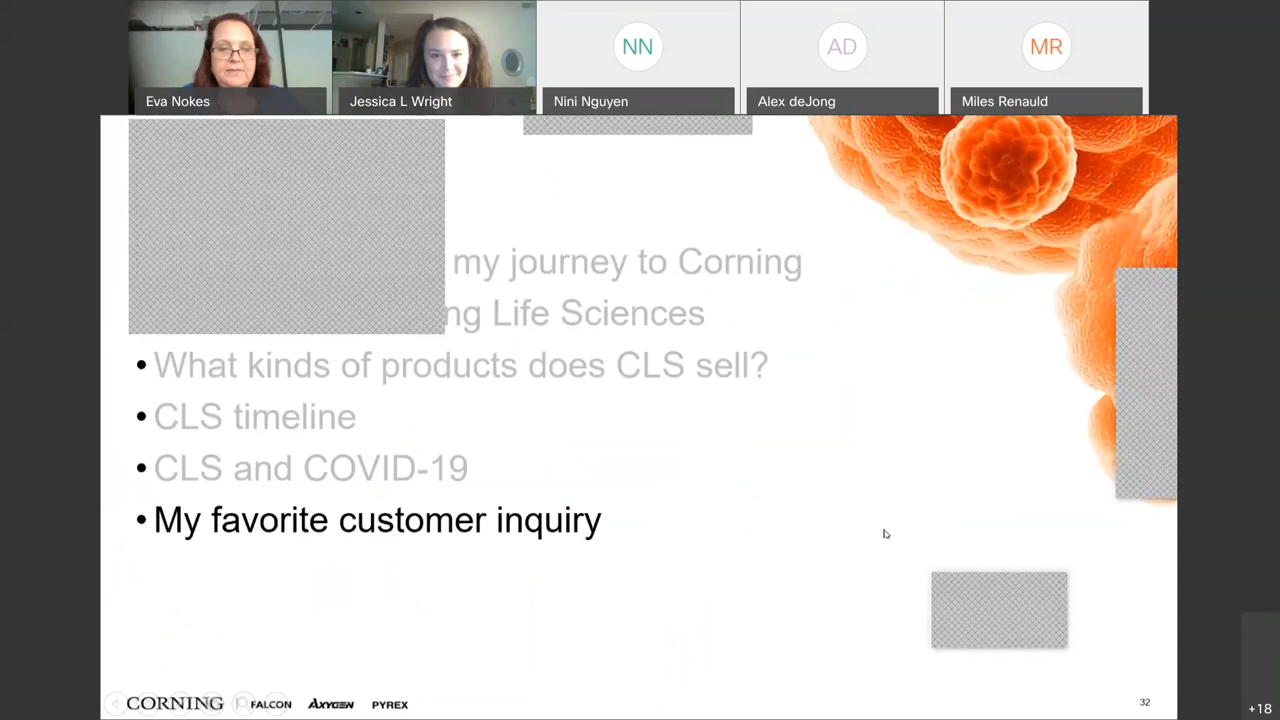 NN
AD
MR
Eva Nokes
Jessica L Wright
Nini Nguyen
Alex deJong
Miles Renauld
my journey to Corning
Life Sciences
• What kinds of products does CLS sell?
• CLS timeline
• CLS and COVID-19
• My favorite customer inquiry
CORNING | FALCON AXYGEN PYREX
32
+18